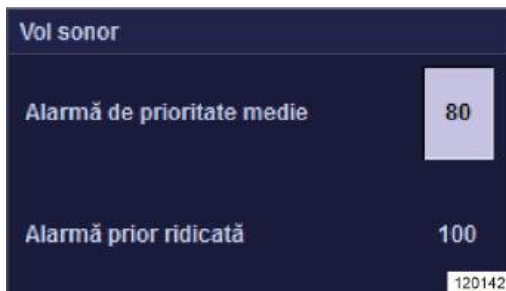 Vol sonor
Alarmă de prioritate medie
80
Alarmă prior ridicată
100
120142